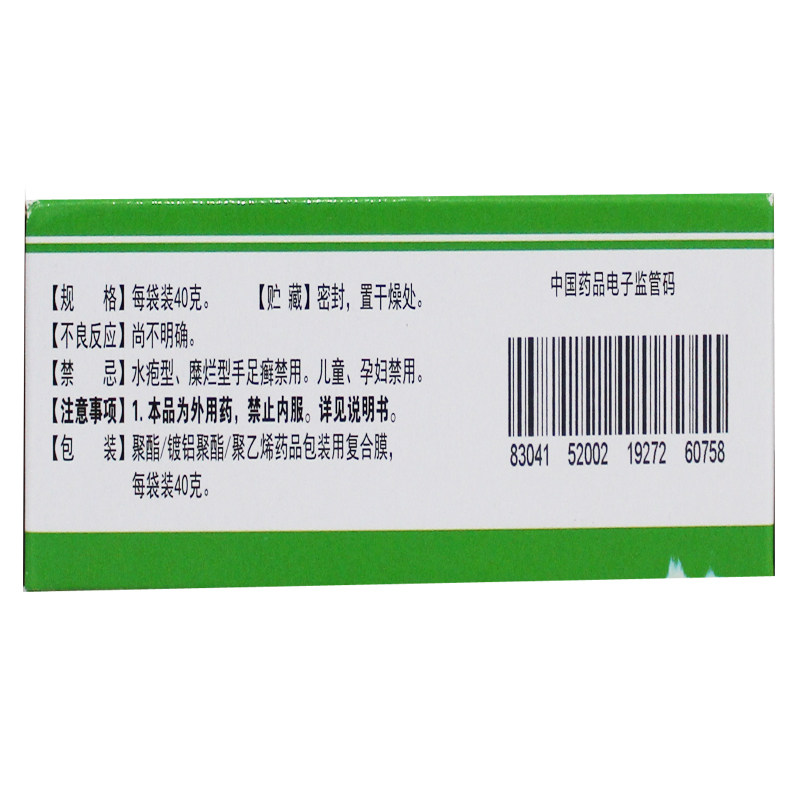 【规 格】每袋装40克。 【贮 藏】密封，置干燥处。
【不良反应】尚不明确。
【禁 忌】水疱型、糜烂型手足癣禁用。儿童、孕妇禁用。
【注意事项】1.本品为外用药，禁止内服。详见说明书。
【包 装】聚酯/镀铝聚酯/聚乙烯药品包装用复合膜，
每袋装40克。
中国药品电子监管码
83041 52002 19272 60758